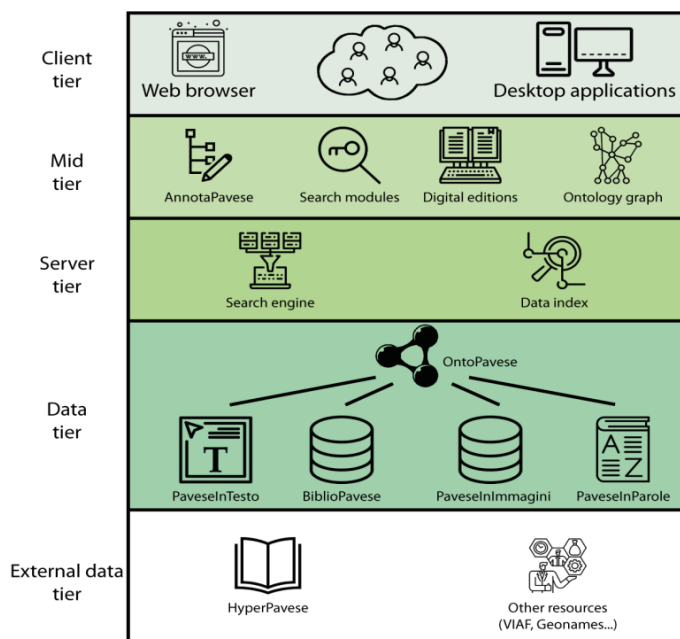 Client
tier
WWW.
Web browser
Desktop applications
Mid
tier
AnnotaPavese
Search modules
Digital editions
Ontology graph
Server
tier
Search engine
Data index
Data
tier
OntoPavese
T
A
Z
PaveseInTesto
BiblioPavese
PaveseInImmagini
PaveseInParole
External data
tier
HyperPavese
Other resources
(VIAF, Geonames...)